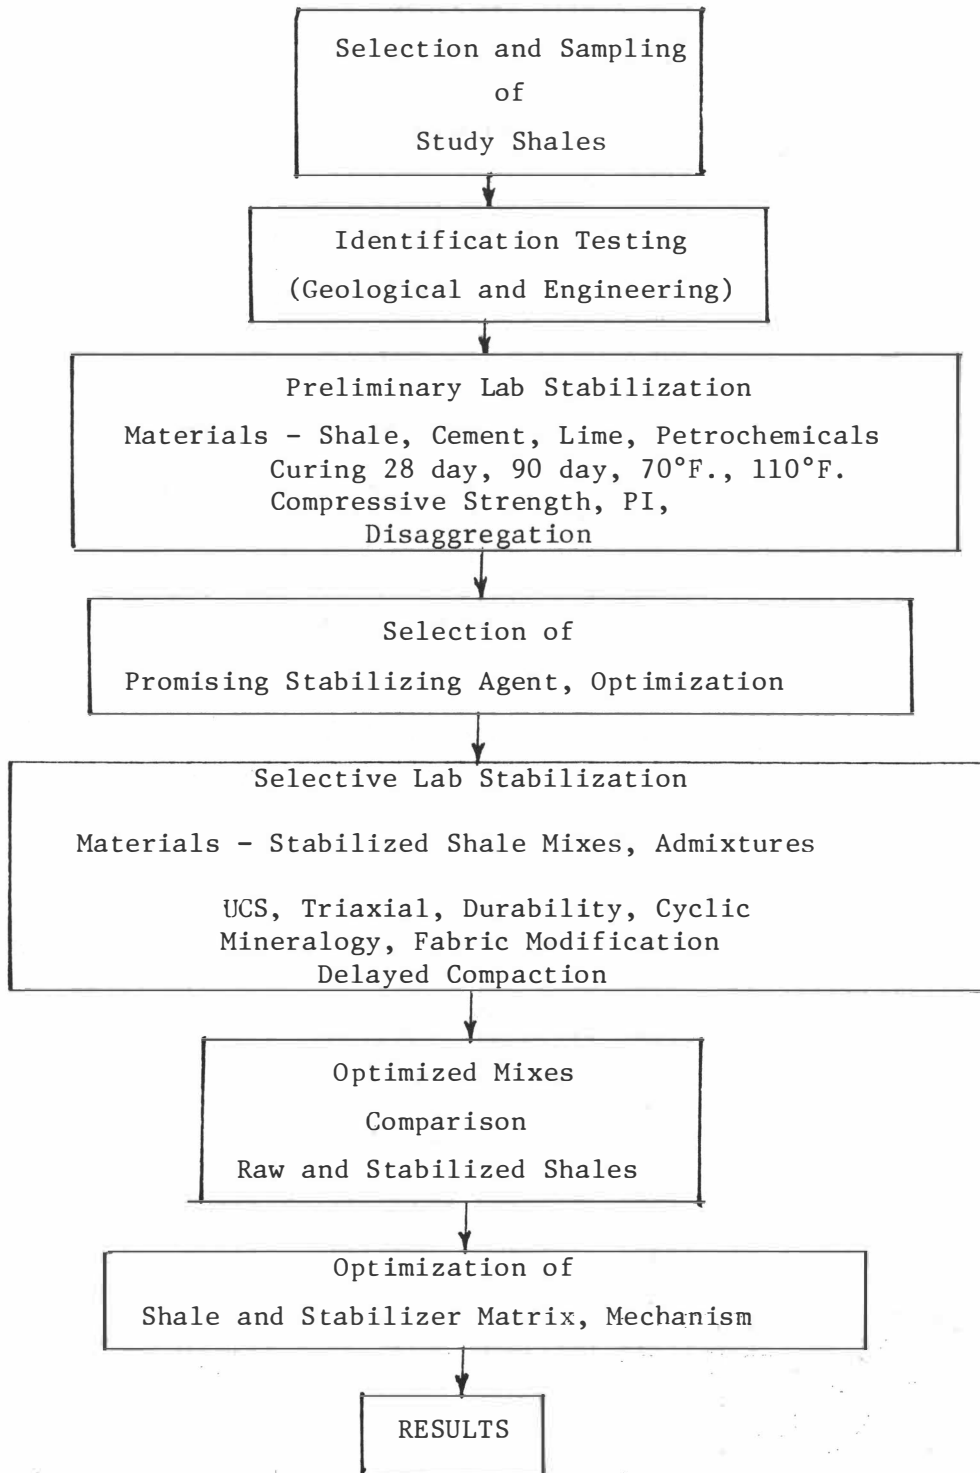 Selection and Sampling
of
Study Shales
Identification Testing
(Geological and Engineering)
Preliminary Lab Stabilization
Materials - Shale, Cement, Lime, Petrochemicals
Curing 28 day, 90 day, 70°F., 110°F.
Compressive Strength, PI,
Disaggregation
Selection of
Promising Stabilizing Agent, Optimization
Selective Lab Stabilization
Materials - Stabilized Shale Mixes, Admixtures
UCS, Triaxial, Durability, Cyclic
Mineralogy, Fabric Modification
Delayed Compaction
Optimized Mixes
Comparison
Raw and Stabilized Shales
Optimization of
Shale and Stabilizer Matrix, Mechanism
RESULTS